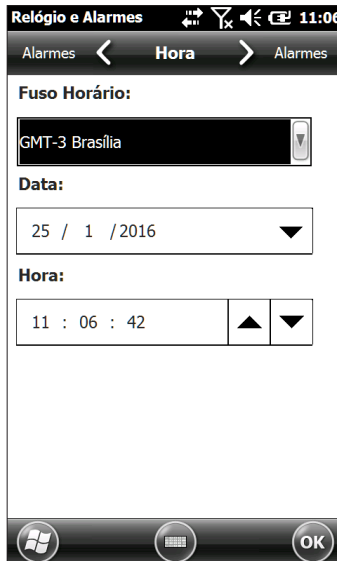 Relógio e Alarmes 11:06
Alarmes Hora Alarmes
Fuso Horário:
GMT-3 Brasília
Data:
25 / 1 / 2016
Hora:
11 : 06 : 42
OK